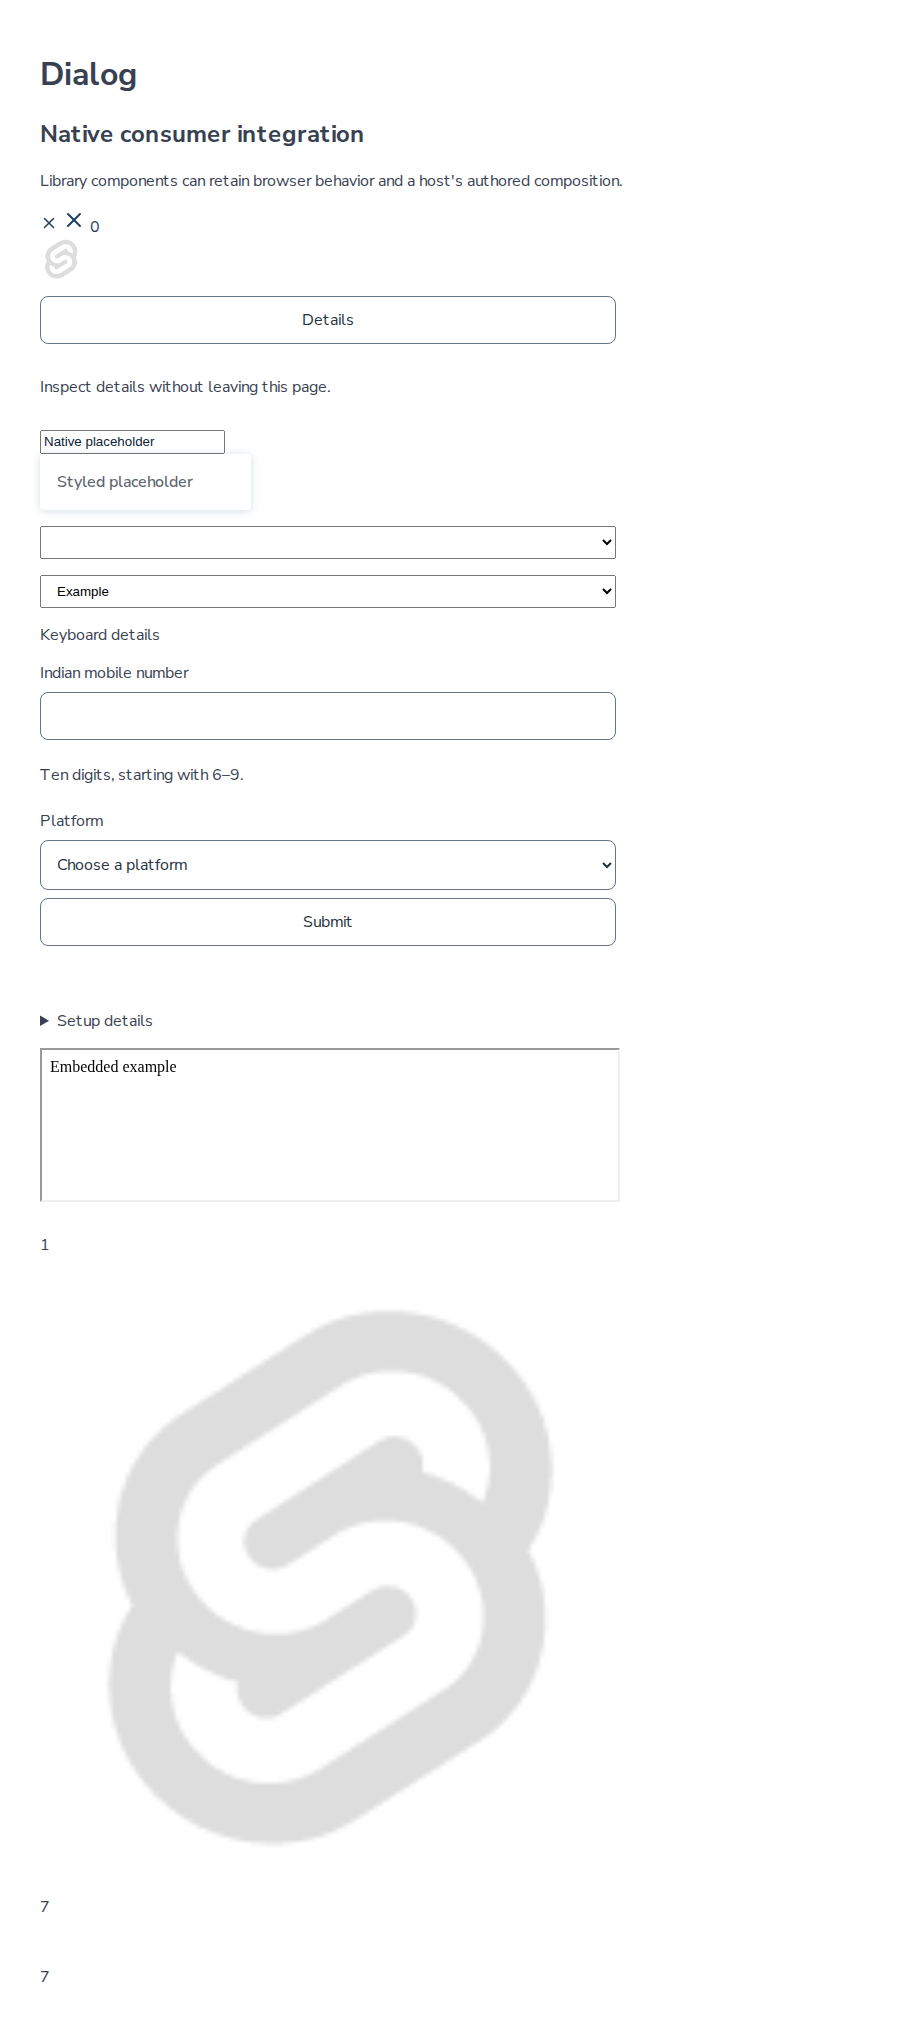 Dialog
Native consumer integration
Library components can retain browser behavior and a host's authored composition.
0
Details
Inspect details without leaving this page.
Native placeholder
Styled placeholder
Example
Keyboard details
Indian mobile number
Ten digits, starting with 6–9.
Platform
Choose a platform
Submit
Setup details
Embedded example
1
7
7